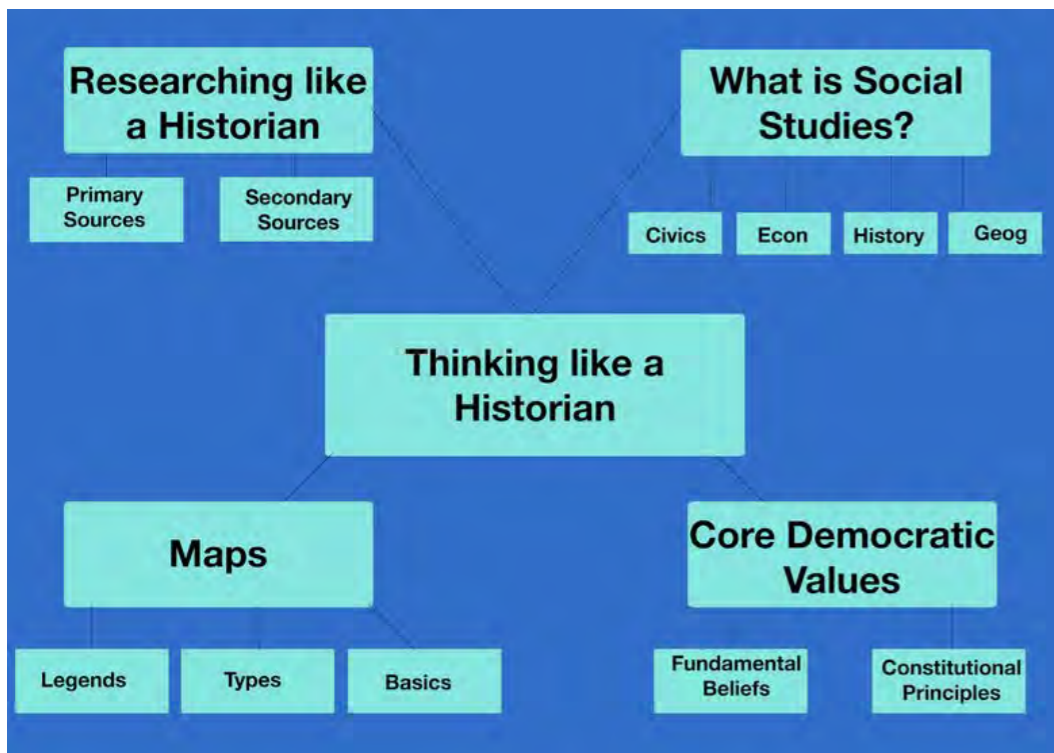 Researching like
a Historian
What is Social
Studies?
Primary
Sources
Secondary
Sources
Civics
Econ
History
Geog
Thinking like a
Historian
Maps
Core Democratic
Values
Legends
Types
Basics
Fundamental
Beliefs
Constitutional
Principles